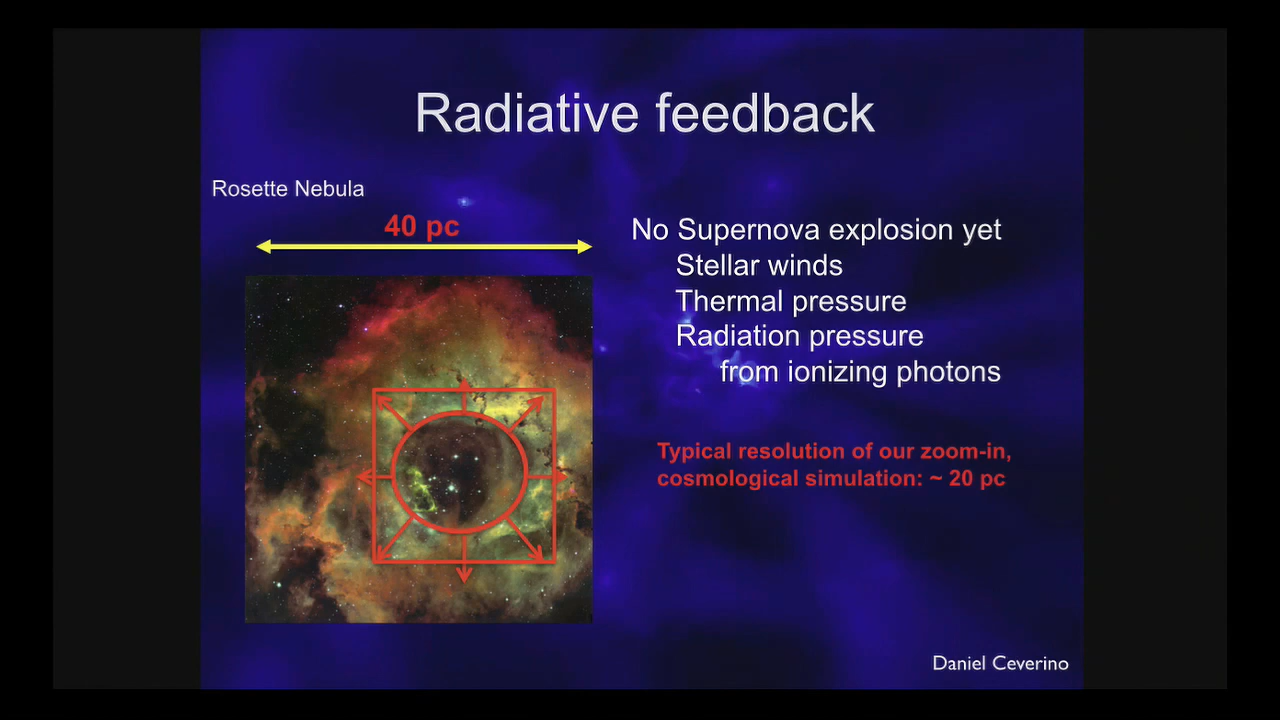 Radiative feedback
Rosette Nebula
40 pc
No Supernova explosion yet
Stellar winds
Thermal pressure
Radiation pressure
from ionizing photons
Typical resolution of our zoom-in,
cosmological simulation: ~ 20 pc
Daniel Ceverino